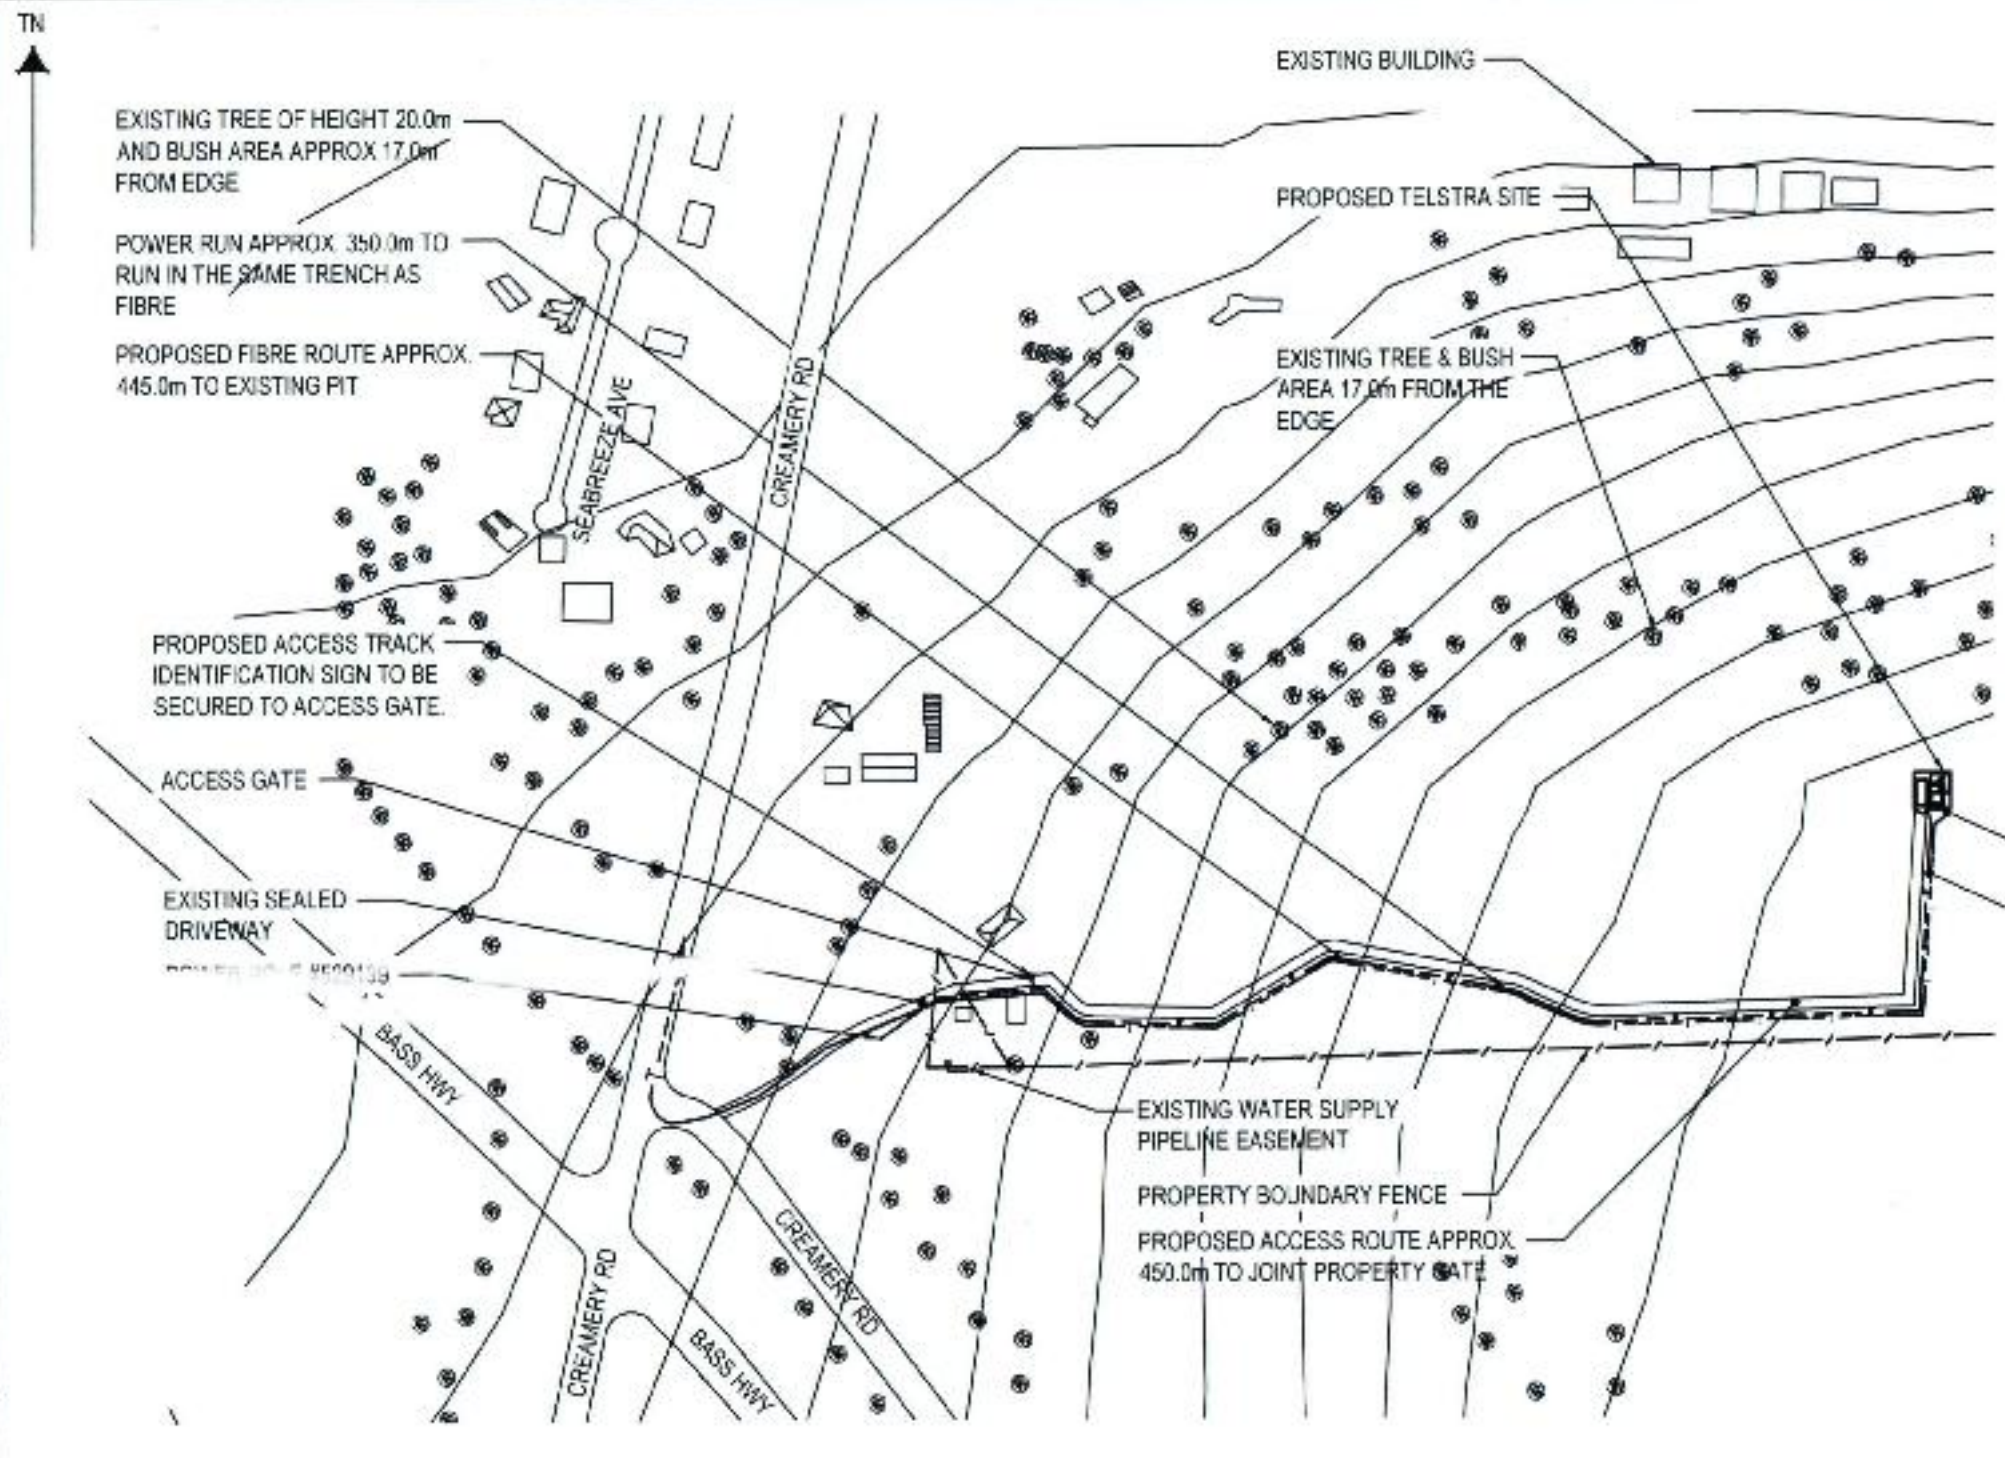 TN
EXISTING TREE OF HEIGHT 20.0m
AND BUSH AREA APPROX 17.0m
FROM EDGE
POWER RUN APPROX. 350.0m TO
RUN IN THE SAME TRENCH AS
FIBRE
PROPOSED FIBRE ROUTE APPROX.
445.0m TO EXISTING PIT
EXISTING BUILDING
PROPOSED TELSTRA SITE
EXISTING TREE & BUSH
AREA 17.0m FROM THE
EDGE
SEABREEZE AVE
CREAMERY RD
PROPOSED ACCESS TRACK
IDENTIFICATION SIGN TO BE
SECURED TO ACCESS GATE.
ACCESS GATE
EXISTING SEALED
DRIVEWAY
BASS HWY
EXISTING WATER SUPPLY
PIPELINE EASEMENT
PROPERTY BOUNDARY FENCE
PROPOSED ACCESS ROUTE APPROX.
450.0m TO JOINT PROPERTY GATE
CREAMERY RD
CREAMERY RD
BASS HWY